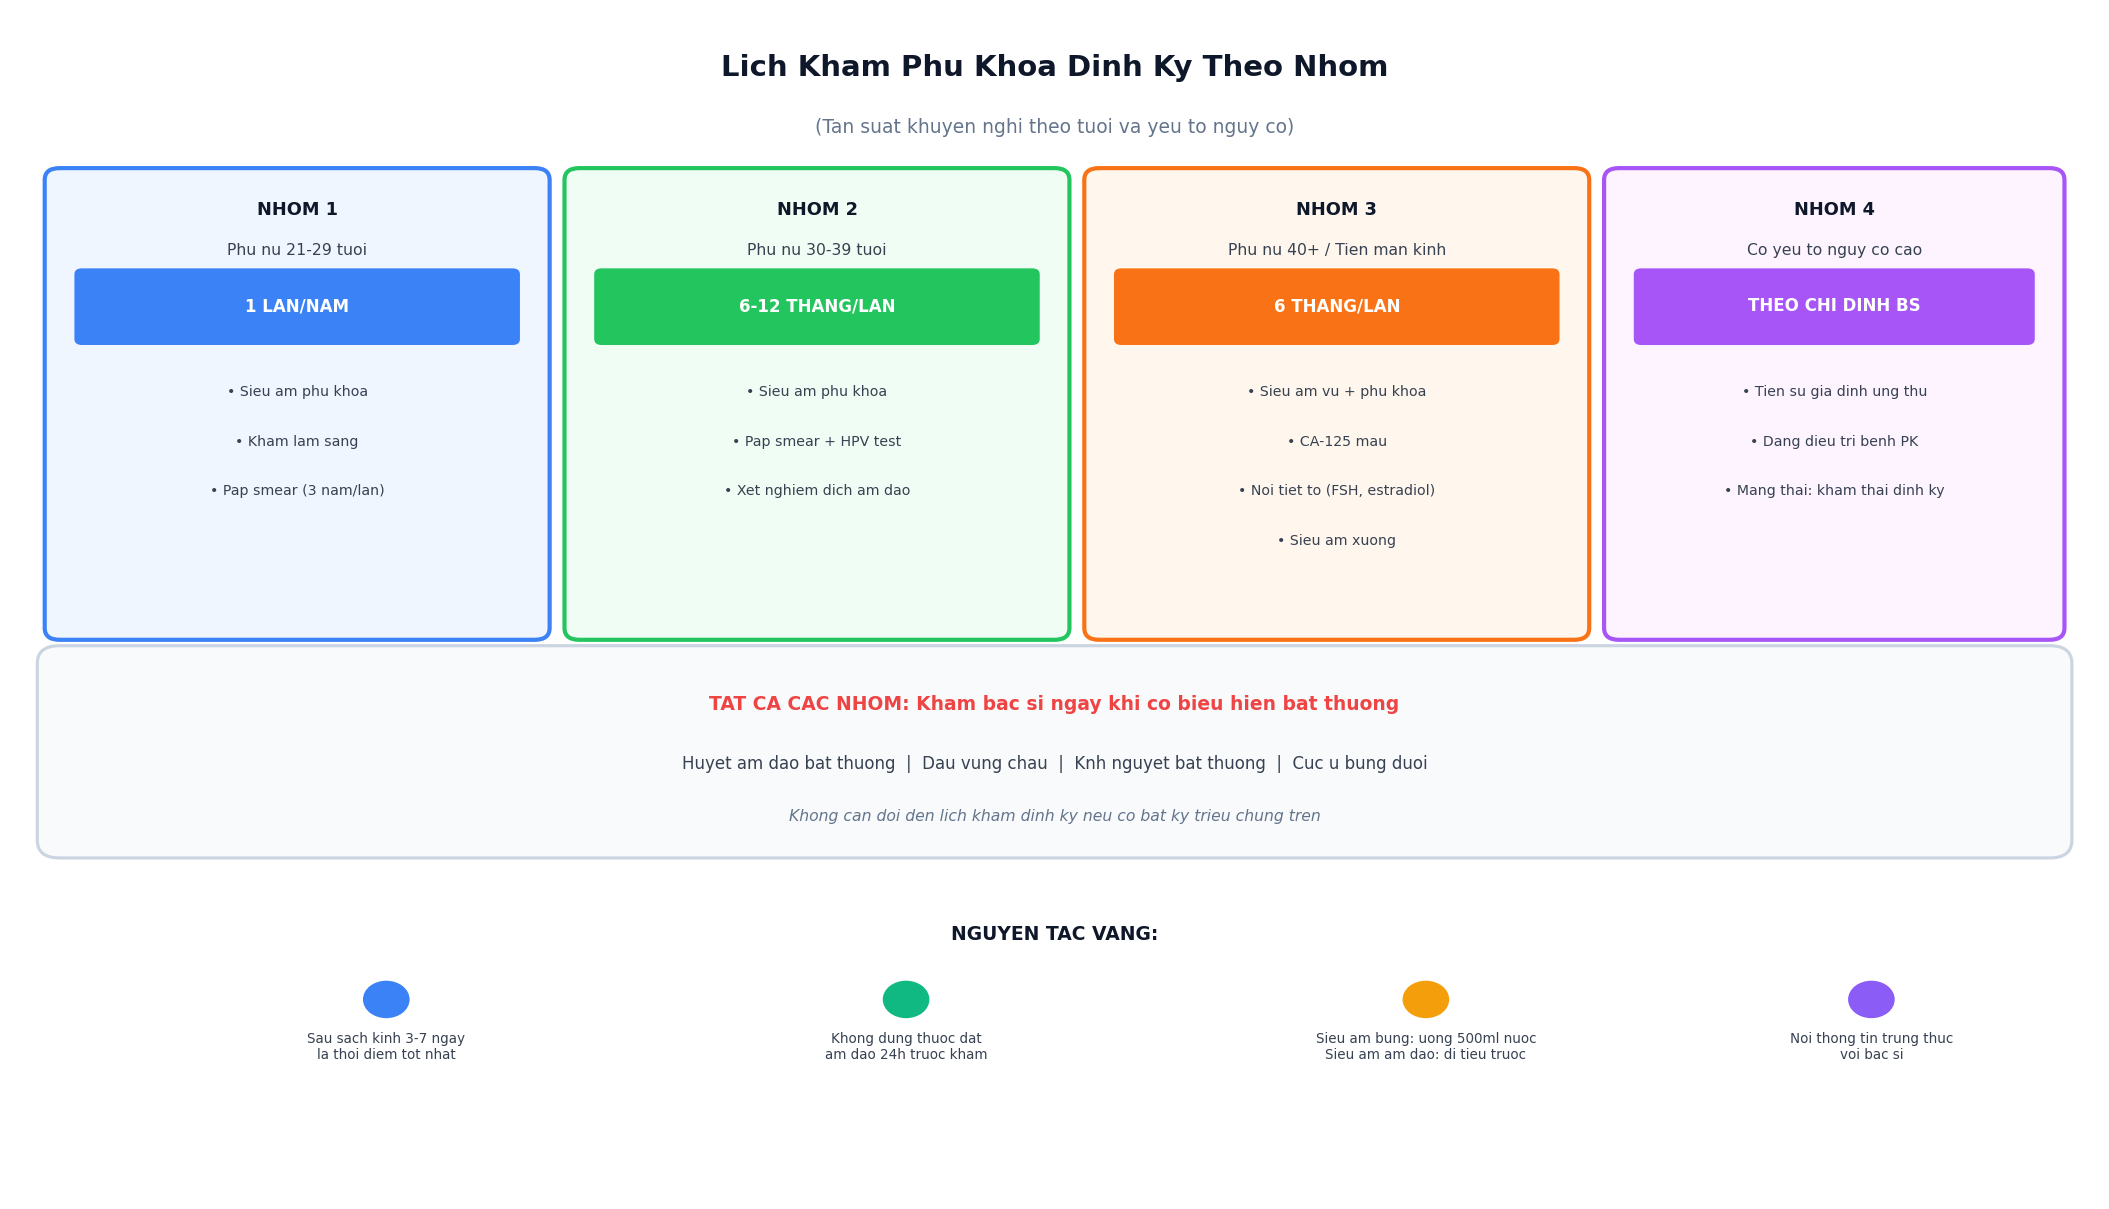 Lich Kham Phu Khoa Dinh Ky Theo Nhom
(Tan suat khuyen nghi theo tuoi va yeu to nguy co)
NHOM 1
Phu nu 21-29 tuoi
1 LAN/NAM
• Sieu am phu khoa
• Kham lam sang
• Pap smear (3 nam/lan)
NHOM 2
Phu nu 30-39 tuoi
6-12 THANG/LAN
• Sieu am phu khoa
• Pap smear + HPV test
• Xet nghiem dich am dao
NHOM 3
Phu nu 40+ / Tien man kinh
6 THANG/LAN
• Sieu am vu + phu khoa
• CA-125 mau
• Noi tiet to (FSH, estradiol)
• Sieu am xuong
NHOM 4
Co yeu to nguy co cao
THEO CHI DINH BS
• Tien su gia dinh ung thu
• Dang dieu tri benh PK
• Mang thai: kham thai dinh ky
TAT CA CAC NHOM: Kham bac si ngay khi co bieu hien bat thuong
Huyet am dao bat thuong | Dau vung chau | Knh nguyet bat thuong | Cuc u bung duoi
Khong can doi den lich kham dinh ky neu co bat ky trieu chung tren
NGUYEN TAC VANG:
Sau sach kinh 3-7 ngay
la thoi diem tot nhat
Khong dung thuoc dat
am dao 24h truoc kham
Sieu am bung: uong 500ml nuoc
Sieu am am dao: di tieu truoc
Noi thong tin trung thuc
voi bac si